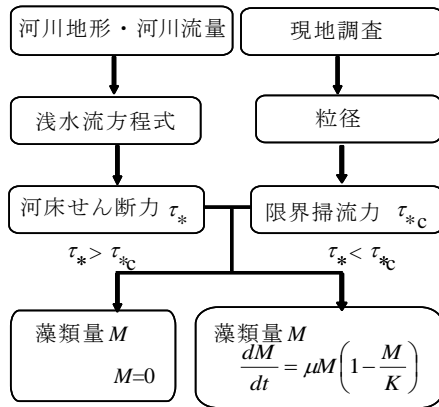 河川地形・河川流量
現地調査
浅水流方程式
粒径
河床せん断力 τ*
限界掃流力 τ*c
τ* > τ*c
τ* < τ*c
藻類量 M
M=0
藻類量 M
dM/dt = μM(1−M/K)